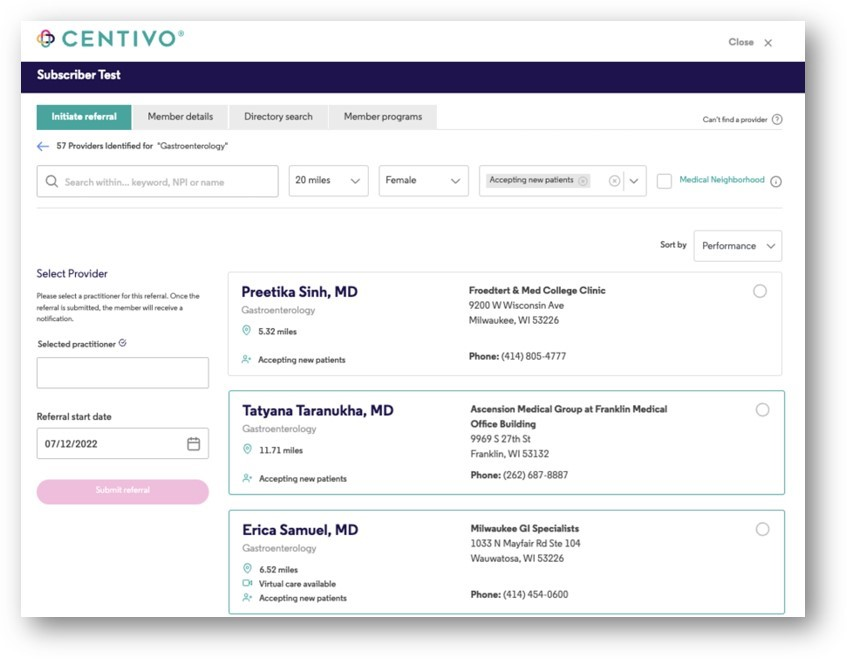 CENTIVO®
Close ×
Subscriber Test
Initiate referral Member details Directory search Member programs
Can't find a provider ?
← 57 Providers Identified for "Gastroenterology"
Search within... keyword, NPI or name 20 miles Female Accepting new patients Medical Neighborhood
Sort by Performance
Select Provider
Please select a practitioner for this referral. Once the
referral is submitted, the member will receive a
notification.
Selected practitioner
Referral start date
07/12/2022
Submit referral
Preetika Sinh, MD
Gastroenterology
5.32 miles
Accepting new patients
Froedtert & Med College Clinic
9200 W Wisconsin Ave
Milwaukee, WI 53226
Phone: (414) 805-4777
Tatyana Taranukha, MD
Gastroenterology
11.71 miles
Accepting new patients
Ascension Medical Group at Franklin Medical
Office Building
9969 S 27th St
Franklin, WI 53132
Phone: (262) 687-8887
Erica Samuel, MD
Gastroenterology
6.52 miles
Virtual care available
Accepting new patients
Milwaukee GI Specialists
1033 N Mayfair Rd Ste 104
Wauwatosa, WI 53226
Phone: (414) 454-0600